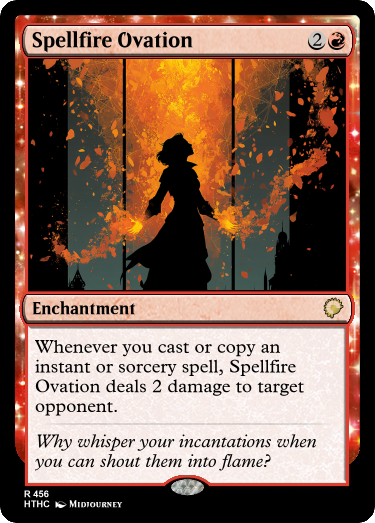 Spellfire Ovation 2
Enchantment
Whenever you cast or copy an
instant or sorcery spell, Spellfire
Ovation deals 2 damage to target
opponent.
Why whisper your incantations when
you can shout them into flame?
R 456
HTHC Midjourney